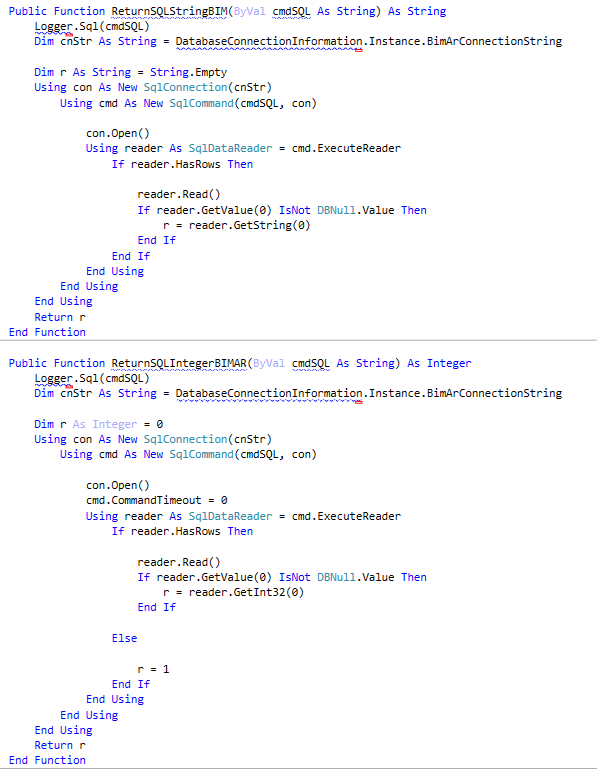 Public Function ReturnSQLStringBIM(ByVal cmdSQL As String) As String
    Logger.Sql(cmdSQL)
    Dim cnStr As String = DatabaseConnectionInformation.Instance.BimArConnectionString
    Dim r As String = String.Empty
    Using con As New SqlConnection(cnStr)
        Using cmd As New SqlCommand(cmdSQL, con)
            con.Open()
            Using reader As SqlDataReader = cmd.ExecuteReader
                If reader.HasRows Then
                    reader.Read()
                    If reader.GetValue(0) IsNot DBNull.Value Then
                        r = reader.GetString(0)
                    End If
                End If
            End Using
        End Using
    End Using
    Return r
End Function
Public Function ReturnSQLIntegerBIMAR(ByVal cmdSQL As String) As Integer
    Logger.Sql(cmdSQL)
    Dim cnStr As String = DatabaseConnectionInformation.Instance.BimArConnectionString
    Dim r As Integer = 0
    Using con As New SqlConnection(cnStr)
        Using cmd As New SqlCommand(cmdSQL, con)
            con.Open()
            cmd.CommandTimeout = 0
            Using reader As SqlDataReader = cmd.ExecuteReader
                If reader.HasRows Then
                    reader.Read()
                    If reader.GetValue(0) IsNot DBNull.Value Then
                        r = reader.GetInt32(0)
                    End If
                Else
                    r = 1
                End If
            End Using
        End Using
    End Using
    Return r
End Function